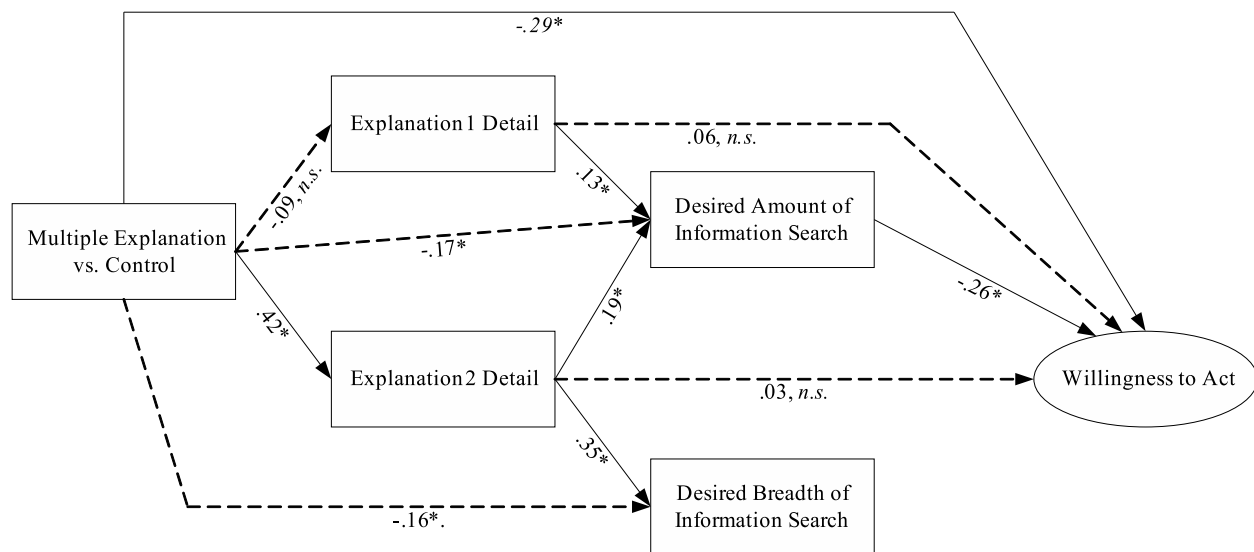 -.29*
Explanation 1 Detail
.06, n.s.
-.09, n.s.
.13*
Desired Amount of
Information Search
Multiple Explanation
vs. Control
-.17*
-.26*
.42*
.19*
Explanation 2 Detail
Willingness to Act
.03, n.s.
.35*
Desired Breadth of
Information Search
-.16*.